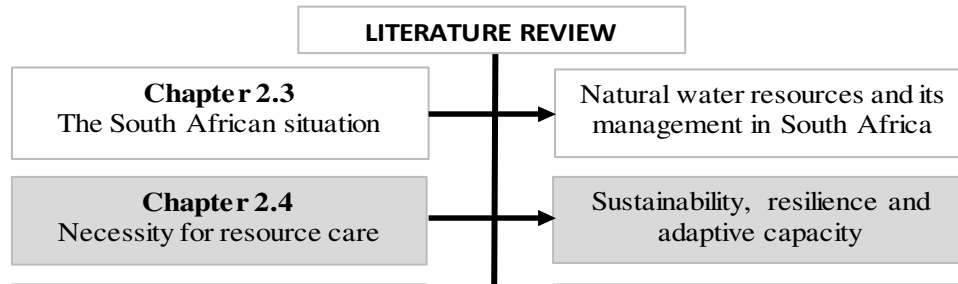 LITERATURE REVIEW
Chapter 2.3
The South African situation
Natural water resources and its
management in South Africa
Chapter 2.4
Necessity for resource care
Sustainability, resilience and
adaptive capacity